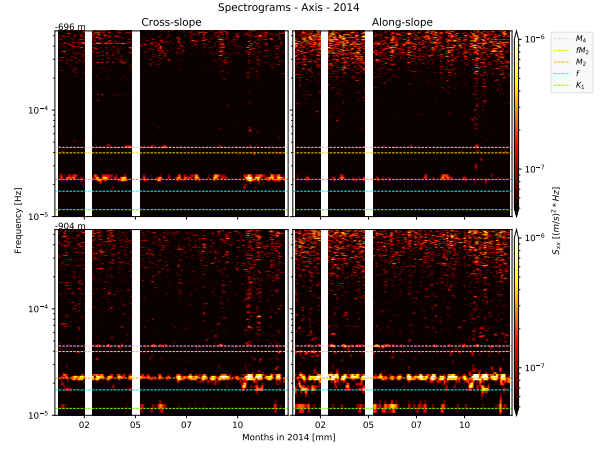 Spectrograms - Axis - 2014
Cross-slope
Along-slope
-696 m
10⁻⁴
10⁻⁵
10⁻⁶
10⁻⁷
M₄
fM₂
M₂
f
K₁
-904 m
10⁻⁴
10⁻⁵
10⁻⁶
10⁻⁷
Frequency [Hz]
Sₓₓ [(m/s)² * Hz]
02
05
07
10
02
05
07
10
Months in 2014 [mm]